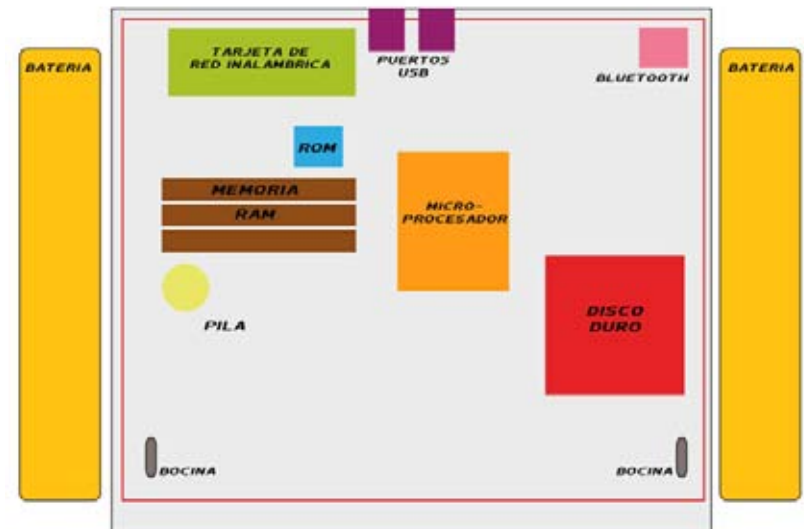 TARJETA DE
RED INALAMBRICA
PUERTOS
USB
BLUETOOTH
BATERIA
BATERIA
ROM
MEMORIA
RAM
MICRO-
PROCESADOR
PILA
DISCO
DURO
BOCINA
BOCINA